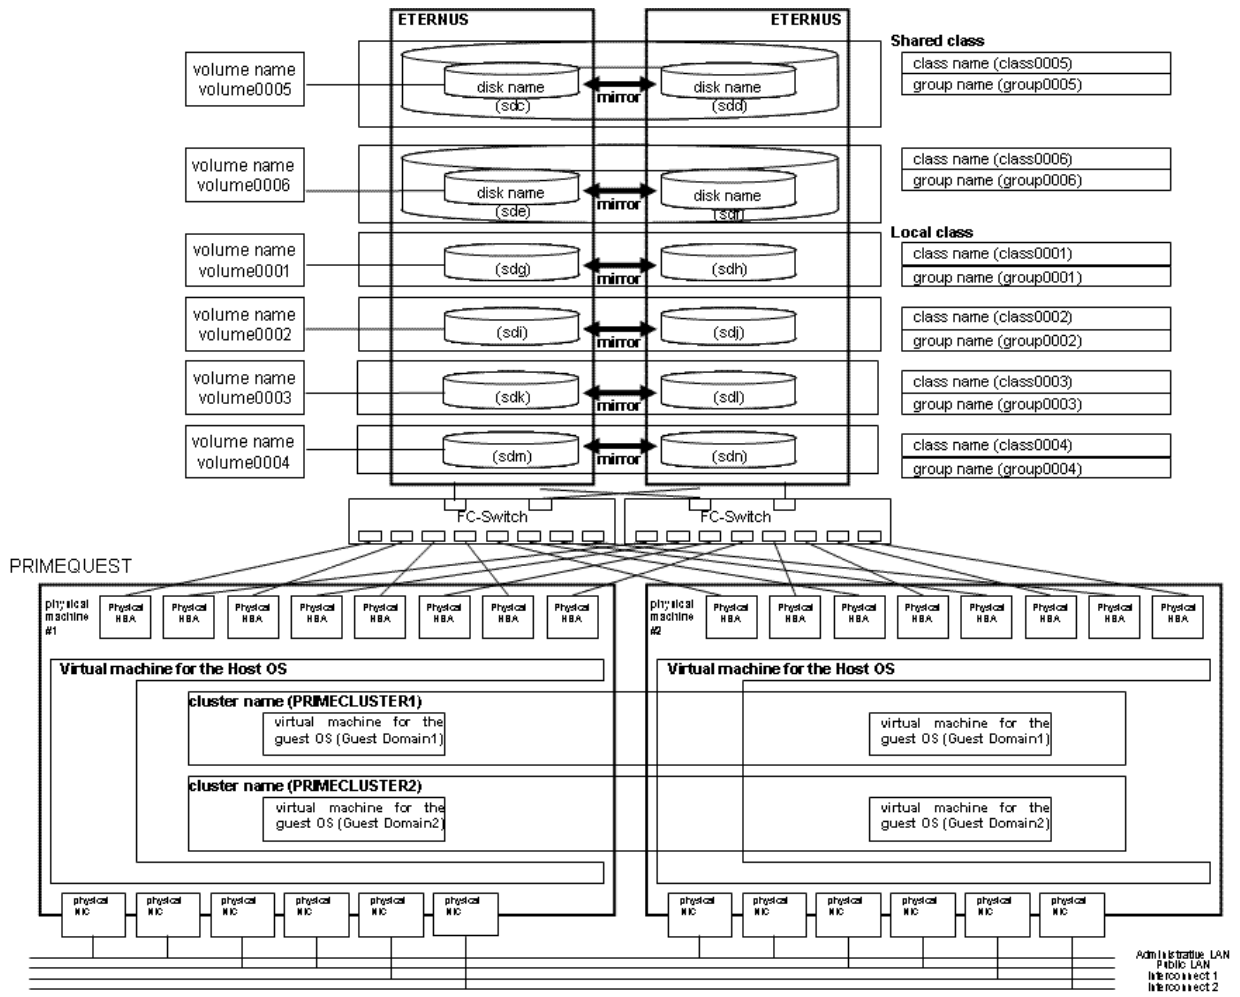 ETERNUS
ETERNUS
Shared class
volume name
volume0005
disk name
(sdc)
mirror
disk name
(sdd)
class name (class0005)
group name (group0005)
volume name
volume0006
disk name
(sde)
mirror
disk name
(sdf)
class name (class0006)
group name (group0006)
Local class
volume name
volume0001
(sdg)
mirror
(sdh)
class name (class0001)
group name (group0001)
volume name
volume0002
(sdi)
mirror
(sdj)
class name (class0002)
group name (group0002)
volume name
volume0003
(sdk)
mirror
(sdl)
class name (class0003)
group name (group0003)
volume name
volume0004
(sdm)
mirror
(sdn)
class name (class0004)
group name (group0004)
FC-Switch
FC-Switch
PRIMEQUEST
physical
machine
#1
Physical
HBA
Physical
HBA
Physical
HBA
Physical
HBA
Physical
HBA
Physical
HBA
Physical
HBA
Physical
HBA
physical
machine
#2
Physical
HBA
Physical
HBA
Physical
HBA
Physical
HBA
Physical
HBA
Physical
HBA
Physical
HBA
Physical
HBA
Virtual machine for the Host OS
Virtual machine for the Host OS
cluster name (PRIMECLUSTER1)
virtual machine for the
guest OS (Guest Domain1)
virtual machine for the
guest OS (Guest Domain1)
cluster name (PRIMECLUSTER2)
virtual machine for the
guest OS (Guest Domain2)
virtual machine for the
guest OS (Guest Domain2)
physical
NIC
physical
NIC
physical
NIC
physical
NIC
physical
NIC
physical
NIC
physical
NIC
physical
NIC
physical
NIC
physical
NIC
physical
NIC
physical
NIC
Administrative LAN
Public LAN
Interconnect 1
Interconnect 2